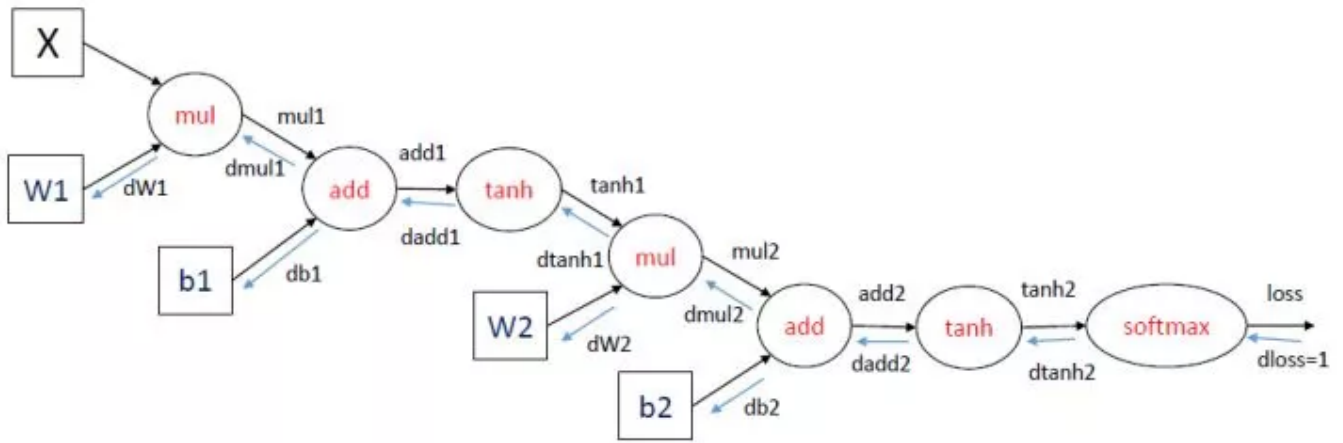 X
mul
mul1
W1
dW1
dmul1
add
add1
tanh
tanh1
b1
db1
dadd1
dtanh1
mul
mul2
W2
dW2
dmul2
add
add2
tanh
tanh2
softmax
loss
b2
db2
dadd2
dtanh2
dloss=1